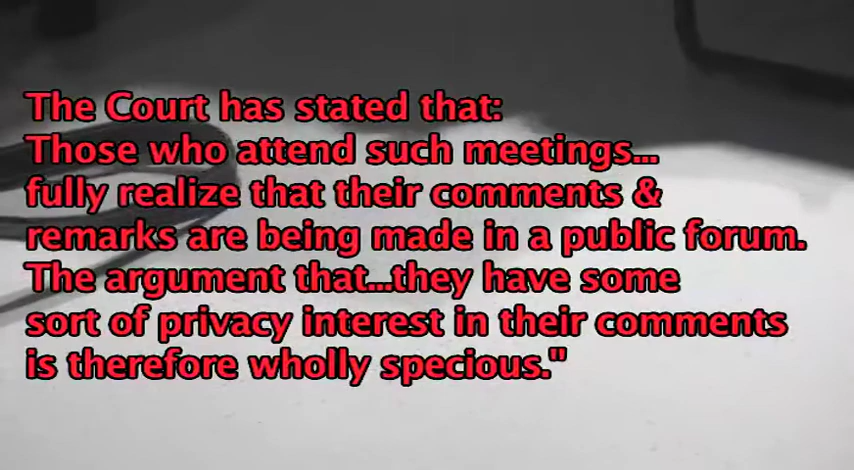 The Court has stated that:
Those who attend such meetings...
fully realize that their comments &
remarks are being made in a public forum.
The argument that...they have some
sort of privacy interest in their comments
is therefore wholly specious."